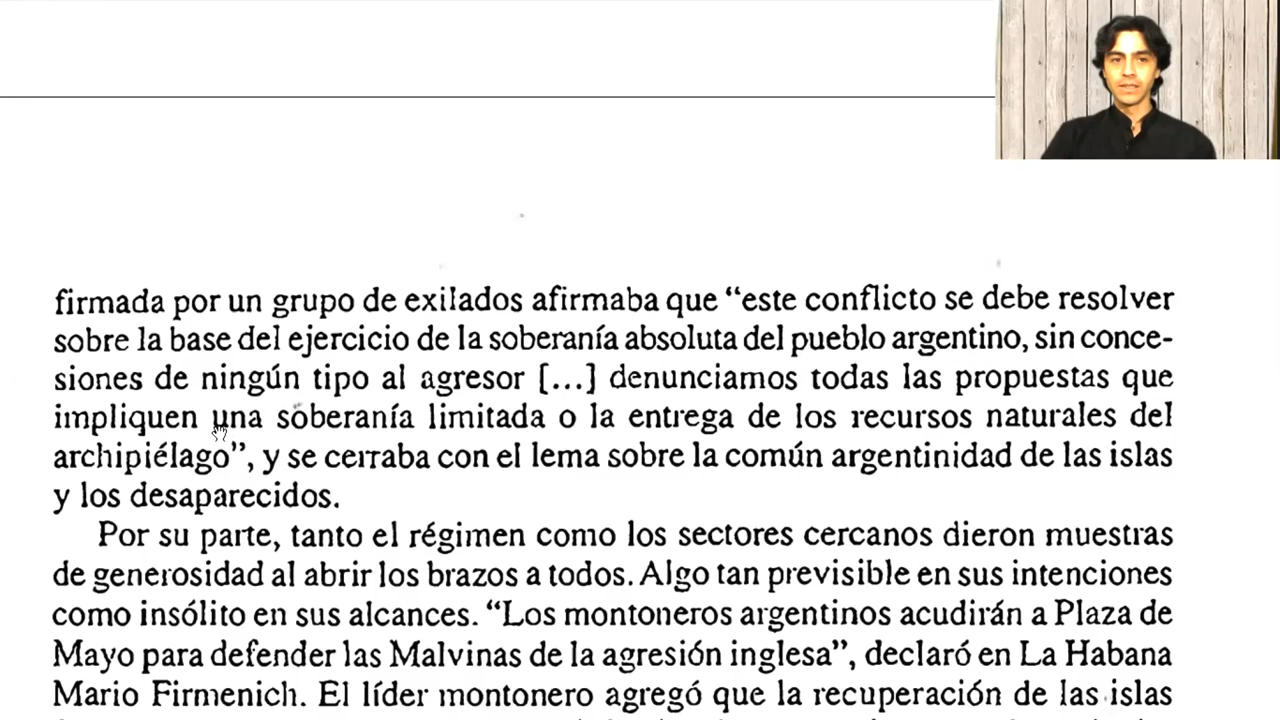 firmada por un grupo de exilados afirmaba que “este conflicto se debe resolver
sobre la base del ejercicio de la soberanía absoluta del pueblo argentino, sin conce-
siones de ningún tipo al agresor [...] denunciamos todas las propuestas que
impliquen una soberanía limitada o la entrega de los recursos naturales del
archipiélago”, y se cerraba con el lema sobre la común argentinidad de las islas
y los desaparecidos.
Por su parte, tanto el régimen como los sectores cercanos dieron muestras
de generosidad al abrir los brazos a todos. Algo tan previsible en sus intenciones
como insólito en sus alcances. “Los montoneros argentinos acudirán a Plaza de
Mayo para defender las Malvinas de la agresión inglesa”, declaró en La Habana
Mario Firmenich. El líder montonero agregó que la recuperación de las islas